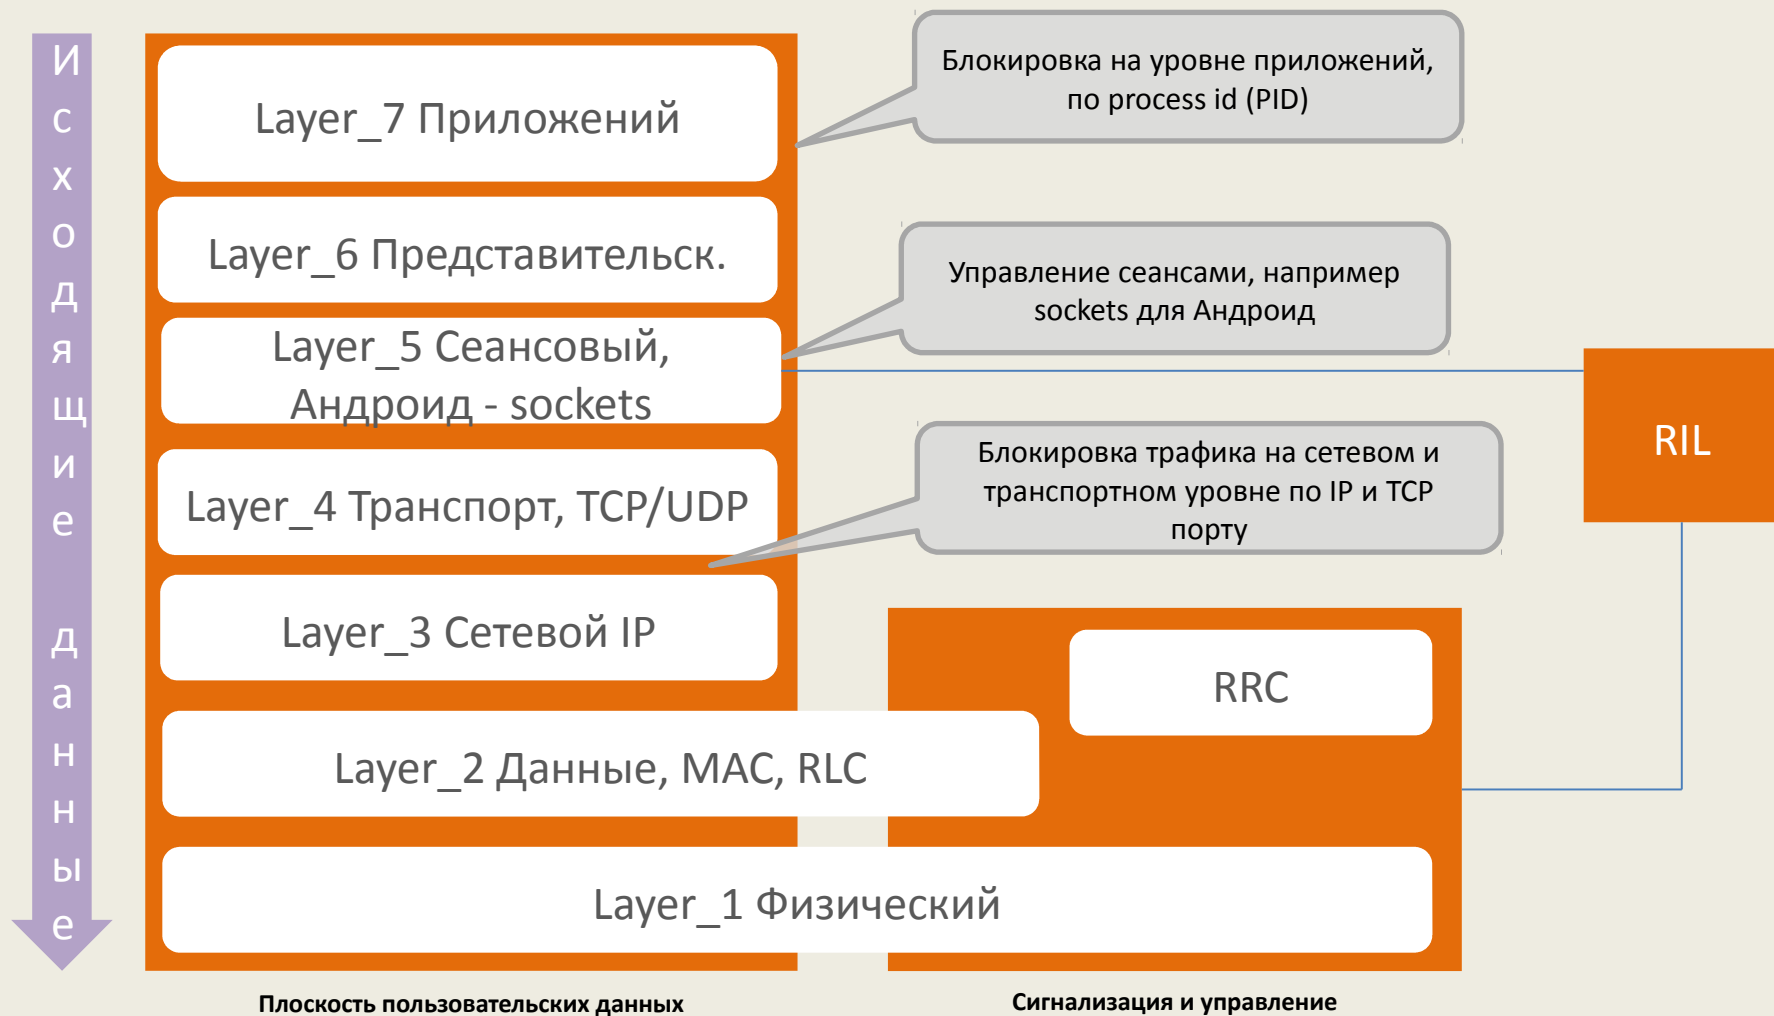 Исходящие данные
Layer_7 Приложений
Блокировка на уровне приложений,
по process id (PID)
Layer_6 Представительск.
Управление сеансами, например
sockets для Андроид
Layer_5 Сеансовый,
Андроид - sockets
RIL
Блокировка трафика на сетевом и
транспортном уровне по IP и TCP
порту
Layer_4 Транспорт, TCP/UDP
Layer_3 Сетевой IP
RRC
Layer_2 Данные, MAC, RLC
Layer_1 Физический
Плоскость пользовательских данных
Сигнализация и управление